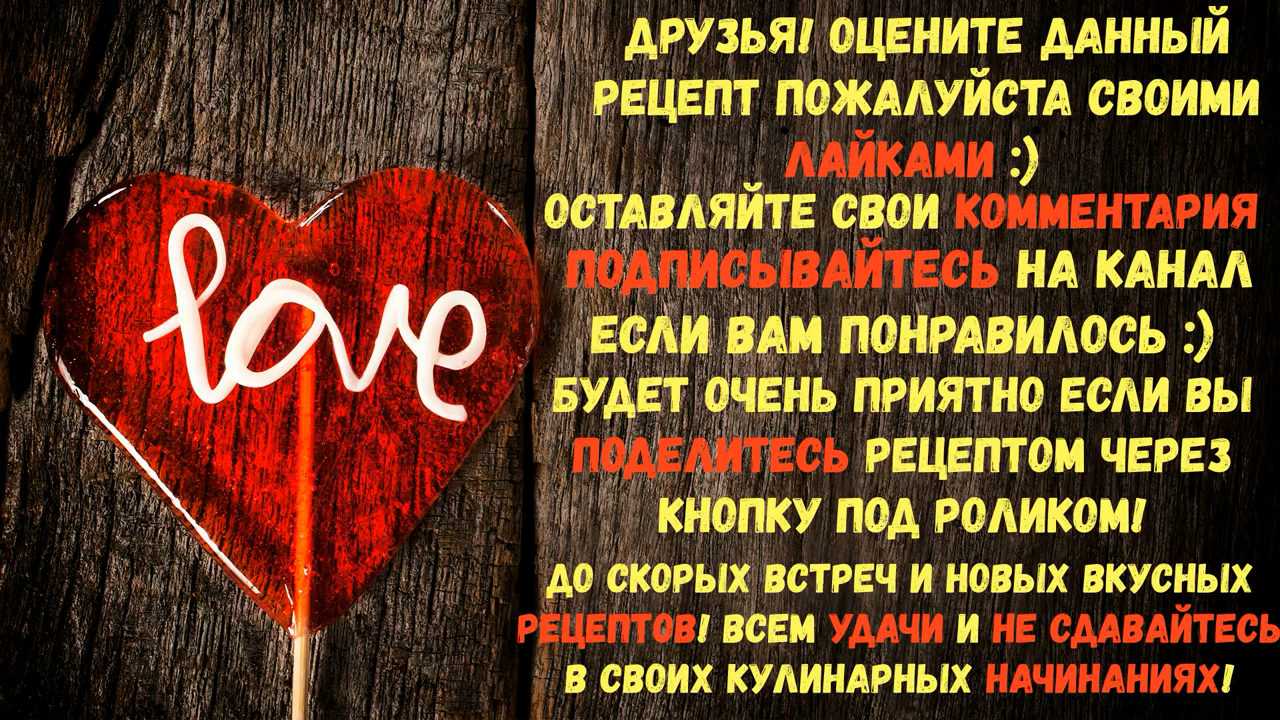 love
ДРУЗЬЯ! ОЦЕНИТЕ ДАННЫЙ
РЕЦЕПТ ПОЖАЛУЙСТА СВОИМИ
ЛАЙКАМИ :)
ОСТАВЛЯЙТЕ СВОИ КОММЕНТАРИЯ
ПОДПИСЫВАЙТЕСЬ НА КАНАЛ
ЕСЛИ ВАМ ПОНРАВИЛОСЬ :)
БУДЕТ ОЧЕНЬ ПРИЯТНО ЕСЛИ ВЫ
ПОДЕЛИТЕСЬ РЕЦЕПТОМ ЧЕРЕЗ
КНОПКУ ПОД РОЛИКОМ!
ДО СКОРЫХ ВСТРЕЧ И НОВЫХ ВКУСНЫХ
РЕЦЕПТОВ! ВСЕМ УДАЧИ И НЕ СДАВАЙТЕСЬ
В СВОИХ КУЛИНАРНЫХ НАЧИНАНИЯХ!